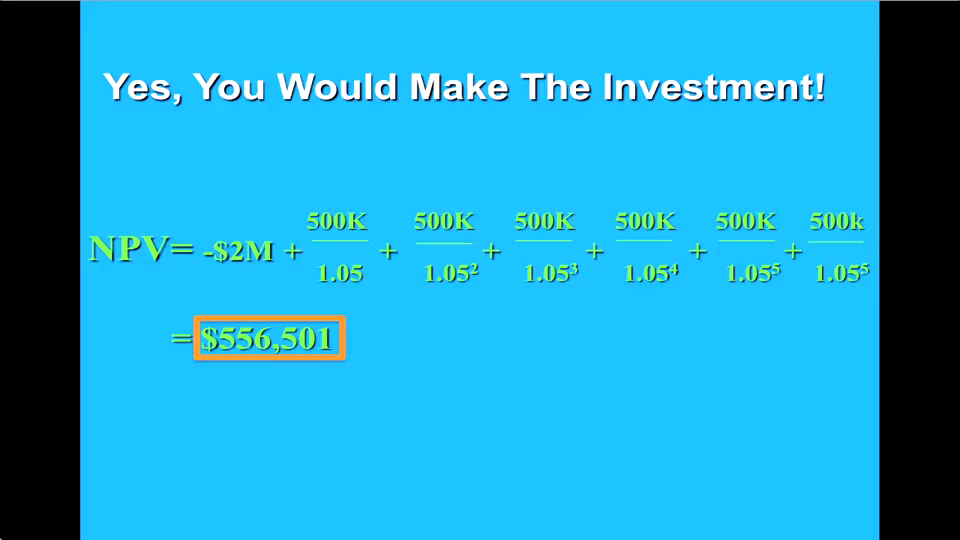 Yes, You Would Make The Investment!
500K 500K 500K 500K 500K 500k
NPV= -$2M + + + + + +
1.05 1.05² 1.05³ 1.05⁴ 1.05⁵ 1.05⁵
= $556,501